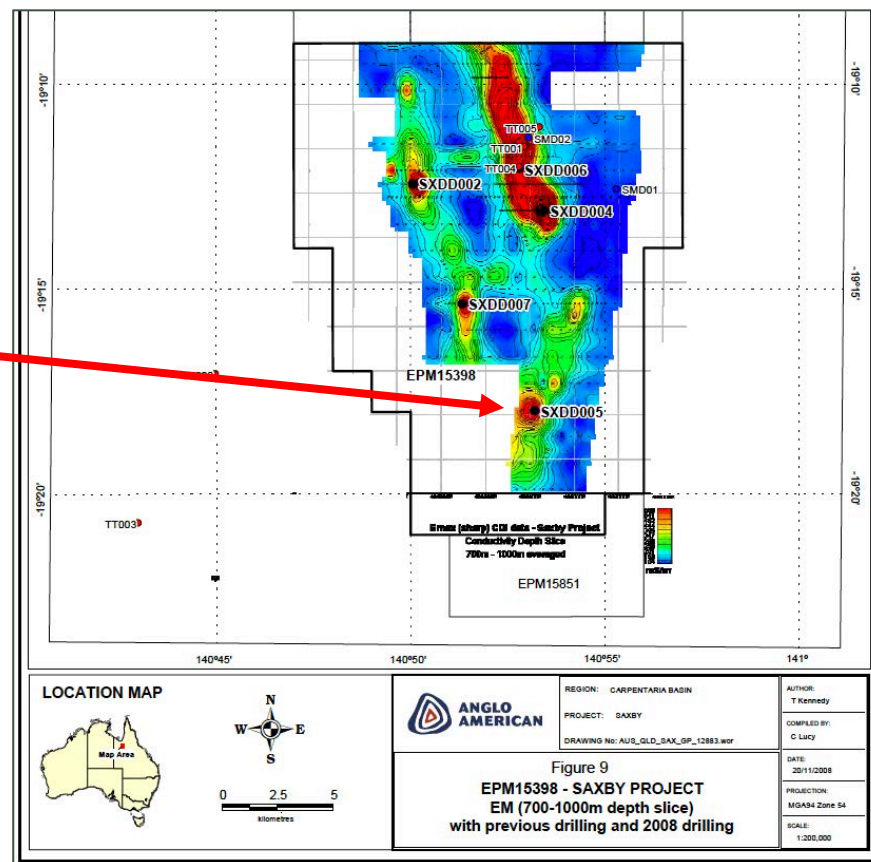 -19°10'
-19°10'
TT005
SMD02
TT001
TT004
SXDD006
SXDD002
SMD01
SXDD004
-19°15'
-19°15'
SXDD007
EPM15398
SXDD005
-19°20'
-19°20'
TT003
Emax (sharp) CDI data - Saxby Project
Conductivity Depth Slice
700m - 1000m averaged
EPM15851
140°45'
140°50'
140°55'
141°
LOCATION MAP
Map Area
N
W
E
S
0 2.5 5
kilometres
ANGLO
AMERICAN
REGION: CARPENTARIA BASIN
PROJECT: SAXBY
DRAWING No: AUS_QLD_SAX_GP_12883.wor
Figure 9
EPM15398 - SAXBY PROJECT
EM (700-1000m depth slice)
with previous drilling and 2008 drilling
AUTHOR:
T Kennedy
COMPILED BY:
C Lucy
DATE:
20/11/2008
PROJECTION:
MGA94 Zone 54
SCALE:
1:200,000